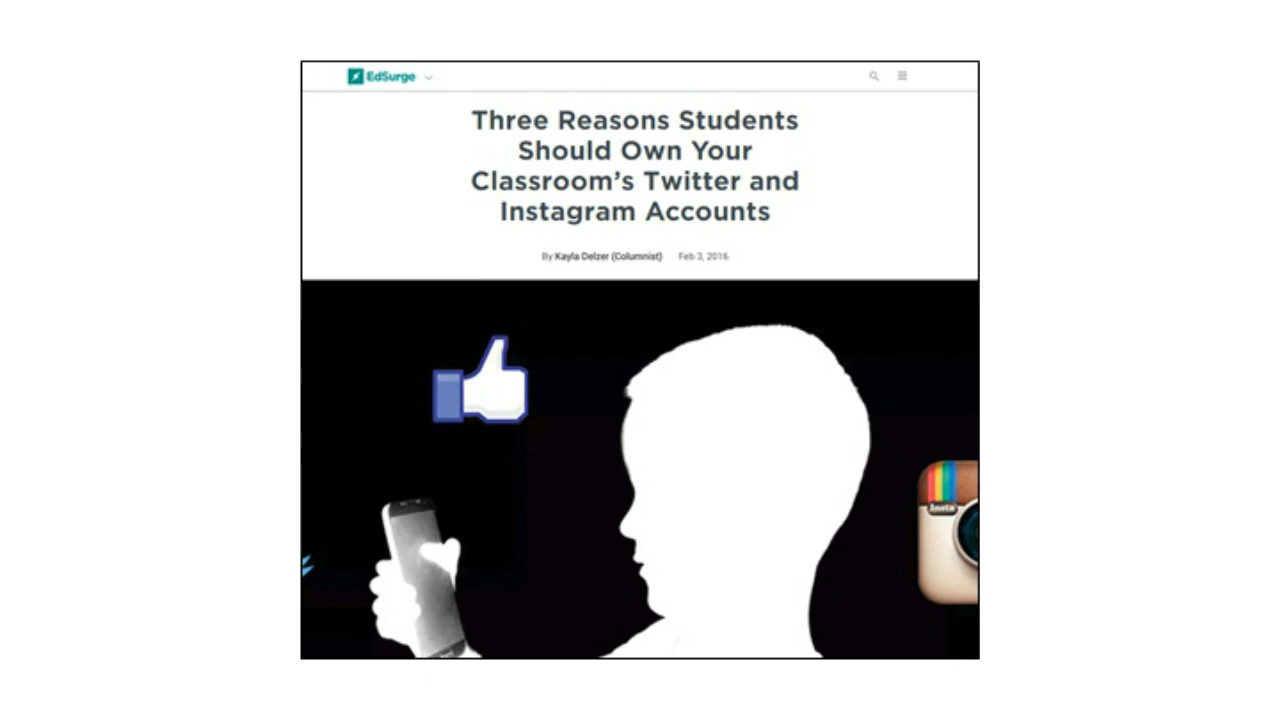 EdSurge
Three Reasons Students
Should Own Your
Classroom’s Twitter and
Instagram Accounts
By Kayla Delzer (Columnist) Feb 3, 2016
Insta